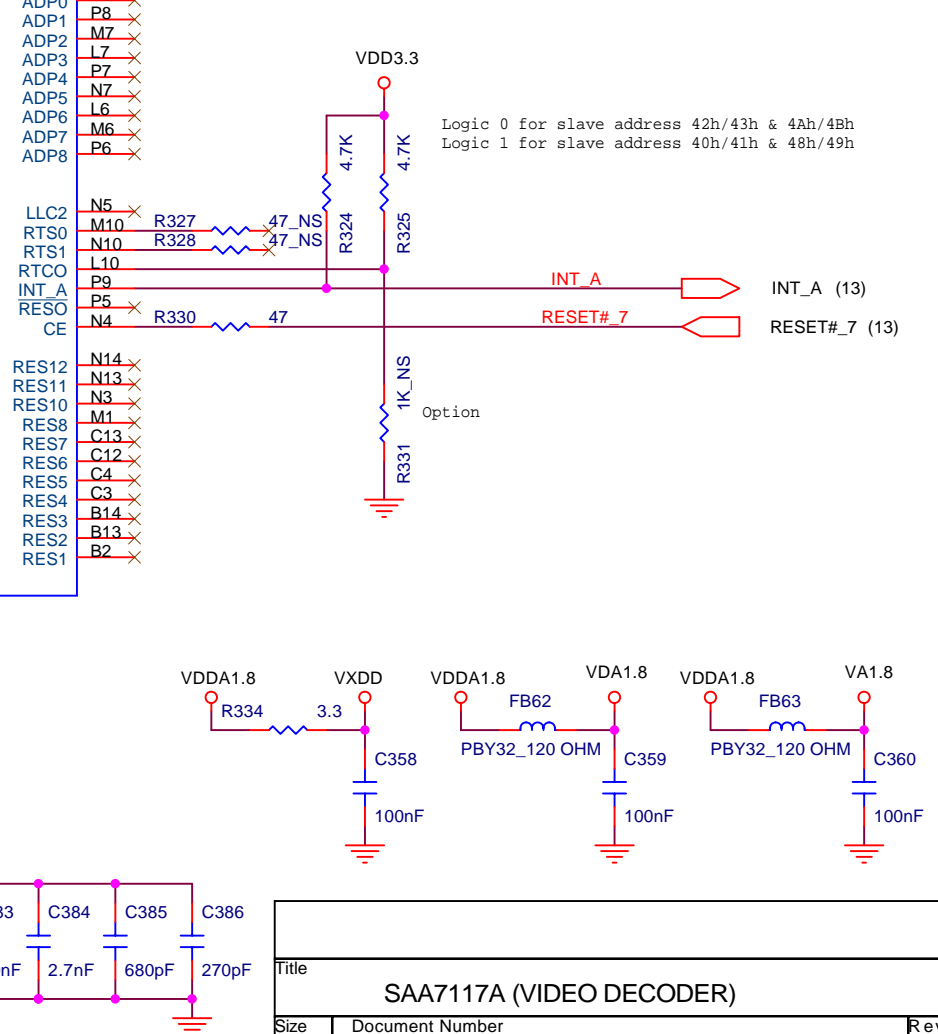 ADP0
ADP1 P8
ADP2 M7
ADP3 L7
ADP4 P7
ADP5 N7
ADP6 L6
ADP7 M6
ADP8 P6
VDD3.3
Logic 0 for slave address 42h/43h & 4Ah/4Bh
Logic 1 for slave address 40h/41h & 48h/49h
4.7K
4.7K
R324
R325
LLC2 N5
RTS0 M10 R327 47_NS
RTS1 N10 R328 47_NS
RTCO L10
INT_A P9 INT_A INT_A (13)
RESO P5
CE N4 R330 47 RESET#_7 RESET#_7 (13)
1K_NS
Option
R331
RES12 N14
RES11 N13
RES10 N3
RES8 M1
RES7 C13
RES6 C12
RES5 C4
RES4 C3
RES3 B14
RES2 B13
RES1 B2
VDDA1.8 VXDD VDDA1.8 VDA1.8 VDDA1.8 VA1.8
R334 3.3 FB62 FB63
PBY32_120 OHM PBY32_120 OHM
C358 C359 C360
100nF 100nF 100nF
C384 C385 C386
nF 2.7nF 680pF 270pF
Title
SAA7117A (VIDEO DECODER)
Size Document Number Rev